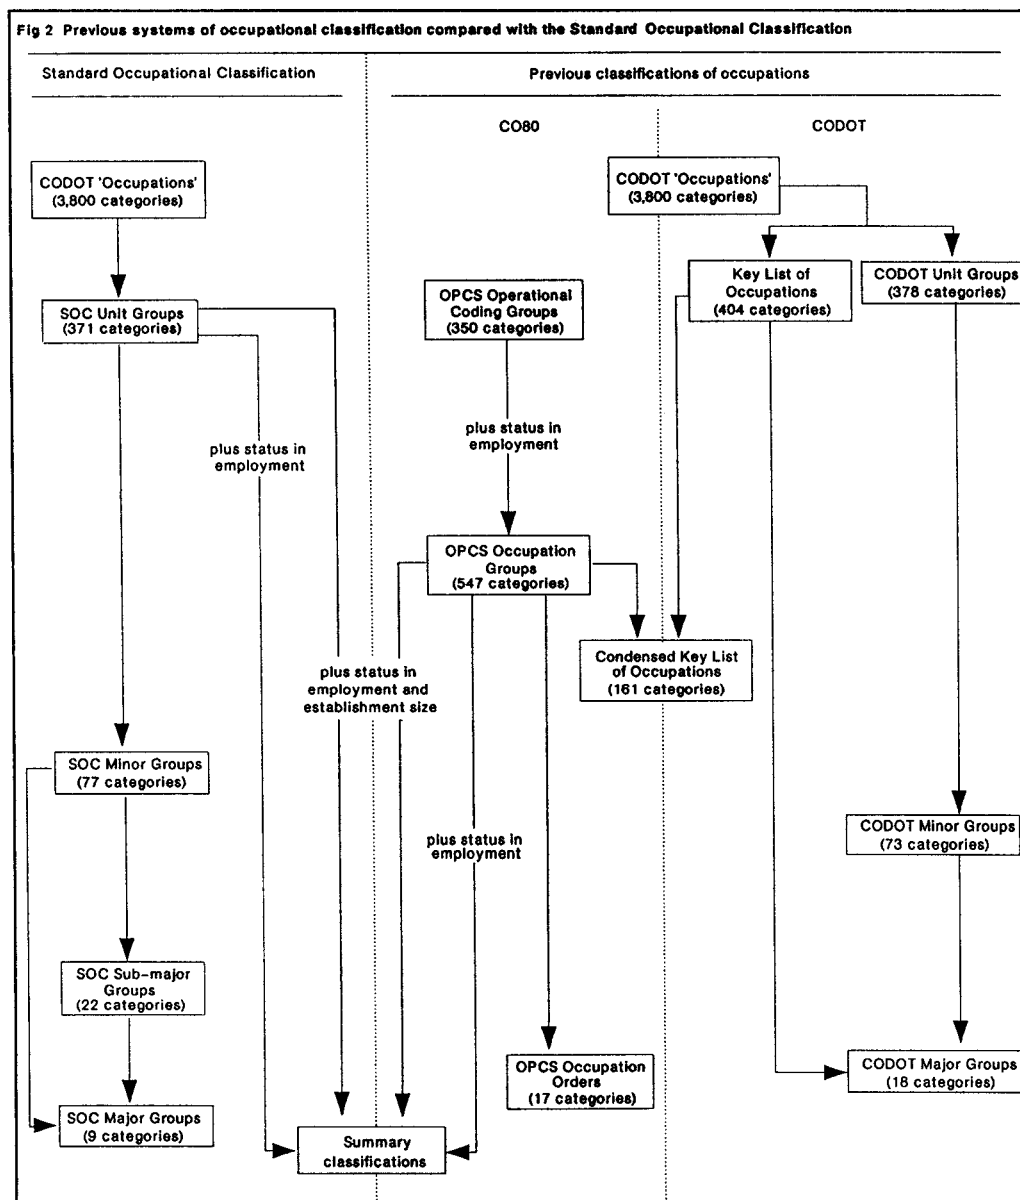 Fig 2 Previous systems of occupational classification compared with the Standard Occupational Classification
Standard Occupational Classification
Previous classifications of occupations
CO80
CODOT
CODOT 'Occupations'
(3,800 categories)
SOC Unit Groups
(371 categories)
plus status in
employment
plus status in
employment and
establishment size
SOC Minor Groups
(77 categories)
SOC Sub-major
Groups
(22 categories)
SOC Major Groups
(9 categories)
OPCS Operational
Coding Groups
(350 categories)
plus status in
employment
OPCS Occupation
Groups
(547 categories)
plus status in
employment
OPCS Occupation
Orders
(17 categories)
Summary
classifications
CODOT 'Occupations'
(3,800 categories)
Key List of
Occupations
(404 categories)
CODOT Unit Groups
(378 categories)
Condensed Key List
of Occupations
(161 categories)
CODOT Minor Groups
(73 categories)
CODOT Major Groups
(18 categories)